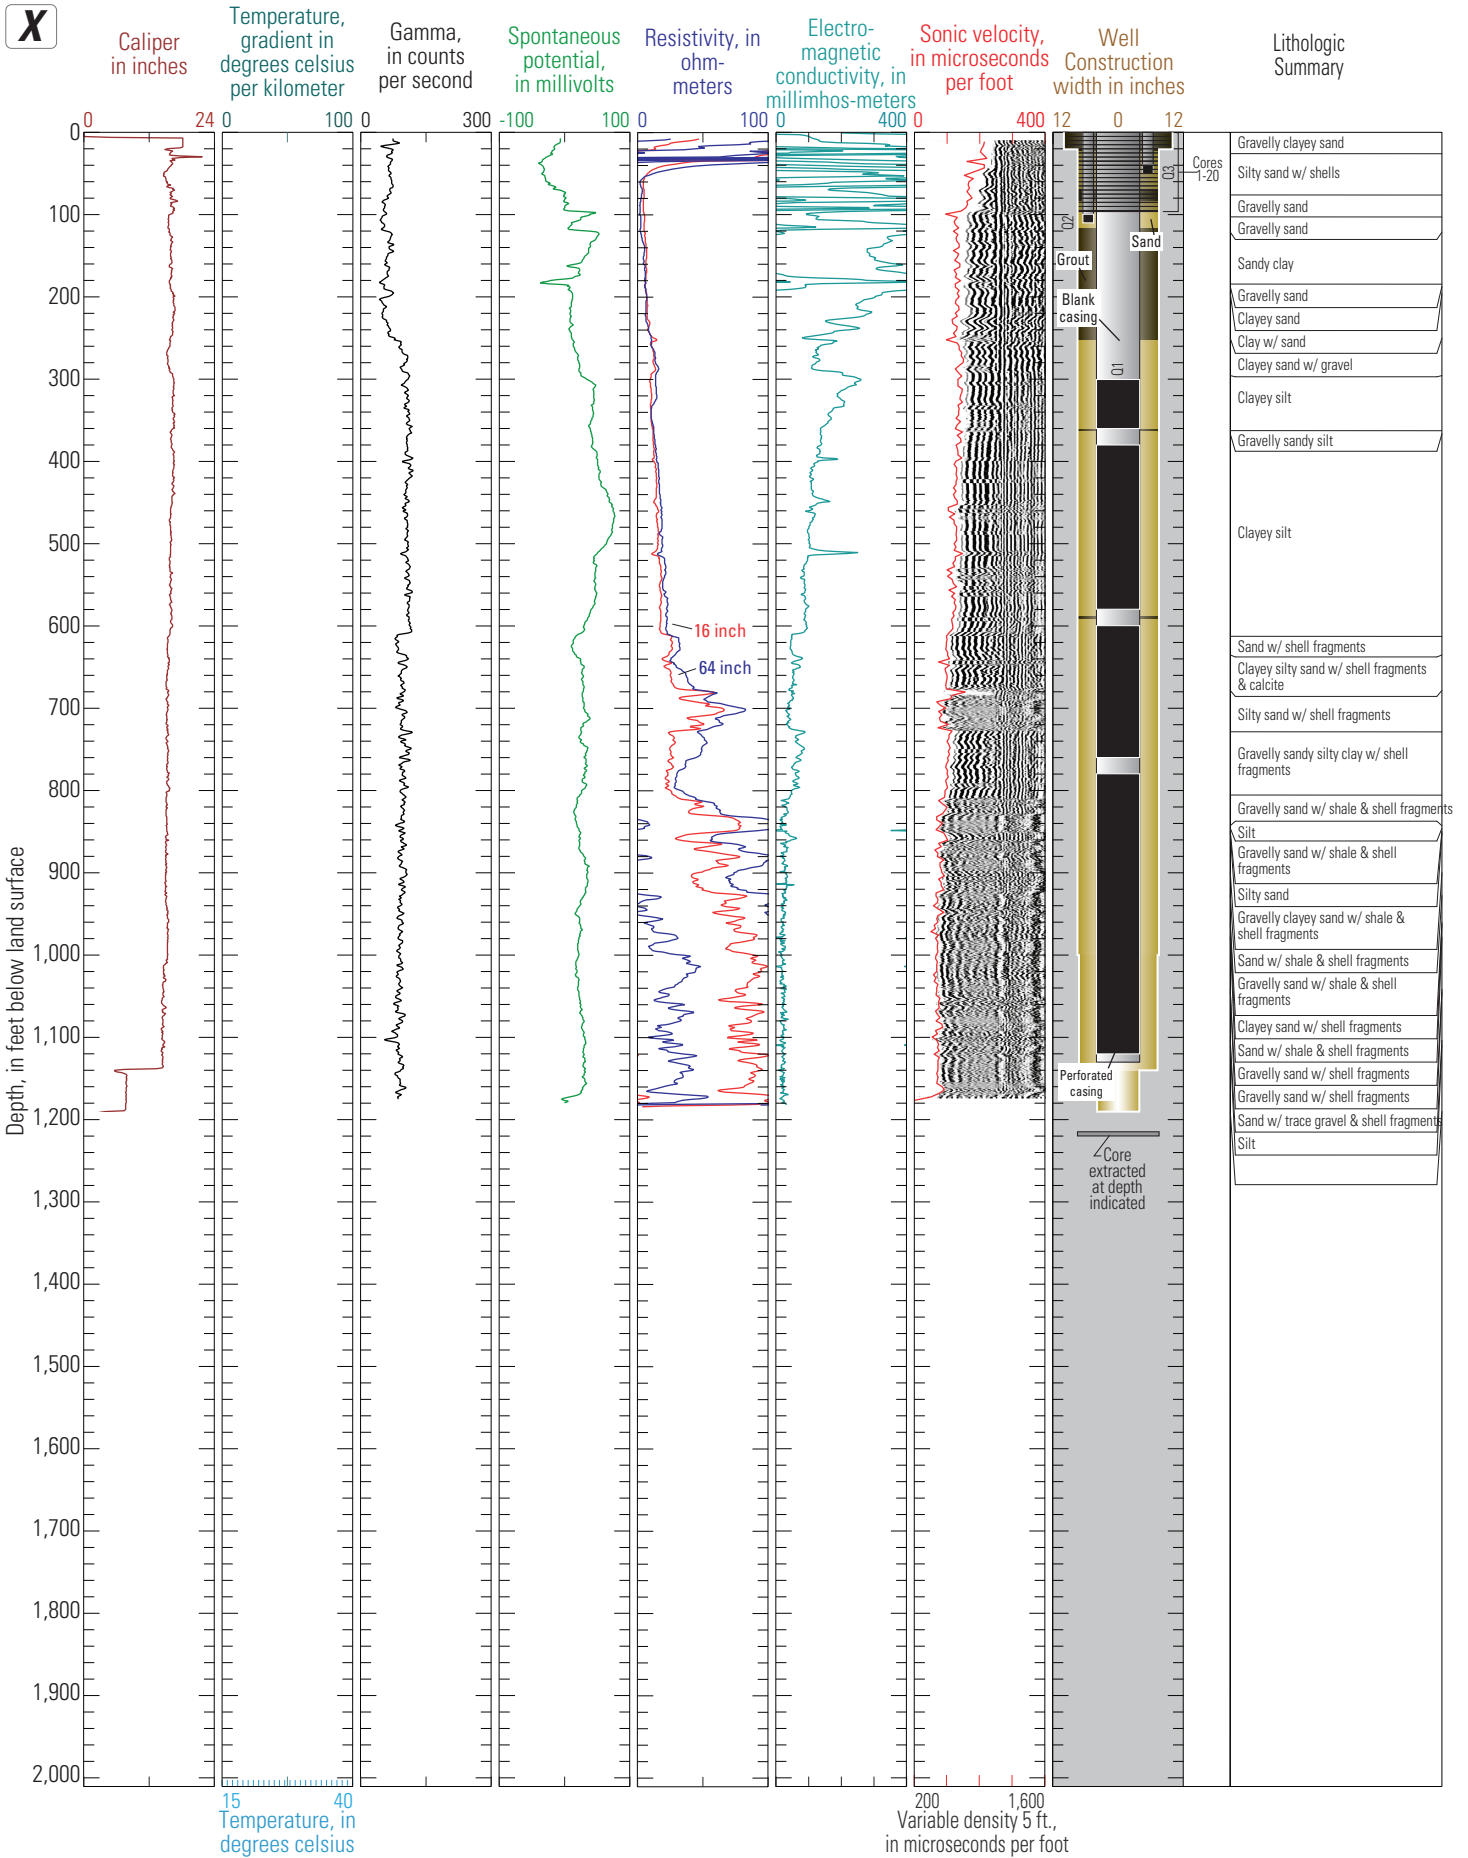 X
Caliper
in inches
Temperature,
gradient in
degrees celsius
per kilometer
Gamma,
in counts
per second
Spontaneous
potential,
in millivolts
Resistivity, in
ohm-
meters
Electro-
magnetic
conductivity, in
millimhos-meters
Sonic velocity,
in microseconds
per foot
Well
Construction
width in inches
Lithologic
Summary
0 24
0 100
0 300
-100 100
0 100
0 400
0 400
12 0 12
Depth, in feet below land surface
0
100
200
300
400
500
600
700
800
900
1,000
1,100
1,200
1,300
1,400
1,500
1,600
1,700
1,800
1,900
2,000
16 inch
64 inch
Q3
Cores
1-20
Q2
Sand
Grout
Blank
casing
Q1
Perforated
casing
Core
extracted
at depth
indicated
Gravelly clayey sand
Silty sand w/ shells
Gravelly sand
Gravelly sand
Sandy clay
Gravelly sand
Clayey sand
Clay w/ sand
Clayey sand w/ gravel
Clayey silt
Gravelly sandy silt
Clayey silt
Sand w/ shell fragments
Clayey silty sand w/ shell fragments
& calcite
Silty sand w/ shell fragments
Gravelly sandy silty clay w/ shell
fragments
Gravelly sand w/ shale & shell fragments
Silt
Gravelly sand w/ shale & shell
fragments
Silty sand
Gravelly clayey sand w/ shale &
shell fragments
Sand w/ shale & shell fragments
Gravelly sand w/ shale & shell
fragments
Clayey sand w/ shell fragments
Sand w/ shale & shell fragments
Gravelly sand w/ shell fragments
Gravelly sand w/ shell fragments
Sand w/ trace gravel & shell fragments
Silt
15 40
Temperature, in
degrees celsius
200 1,600
Variable density 5 ft.,
in microseconds per foot